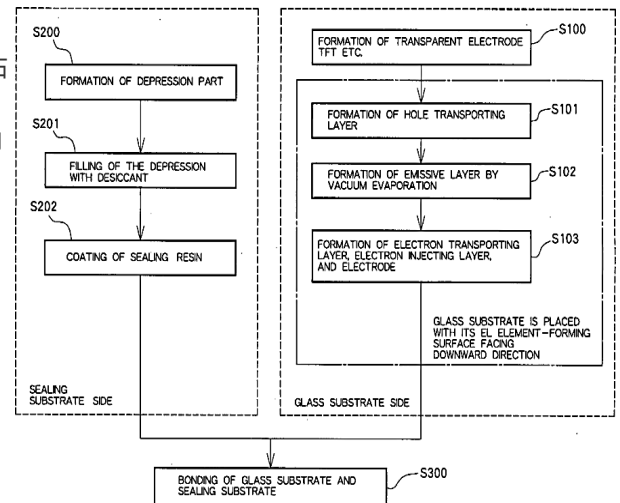 S200
FORMATION OF DEPRESSION PART
S201
FILLING OF THE DEPRESSION
WITH DESICCANT
S202
COATING OF SEALING RESIN
SEALING
SUBSTRATE SIDE
S100
FORMATION OF TRANSPARENT ELECTRODE
TFT ETC.
S101
FORMATION OF HOLE TRANSPORTING
LAYER
S102
FORMATION OF EMISSIVE LAYER BY
VACUUM EVAPORATION
S103
FORMATION OF ELECTRON TRANSPORTING
LAYER, ELECTRON INJECTING LAYER,
AND ELECTRODE
GLASS SUBSTRATE IS PLACED
WITH ITS EL ELEMENT-FORMING
SURFACE FACING
DOWNWARD DIRECTION
GLASS SUBSTRATE SIDE
S300
BONDING OF GLASS SUBSTRATE AND
SEALING SUBSTRATE